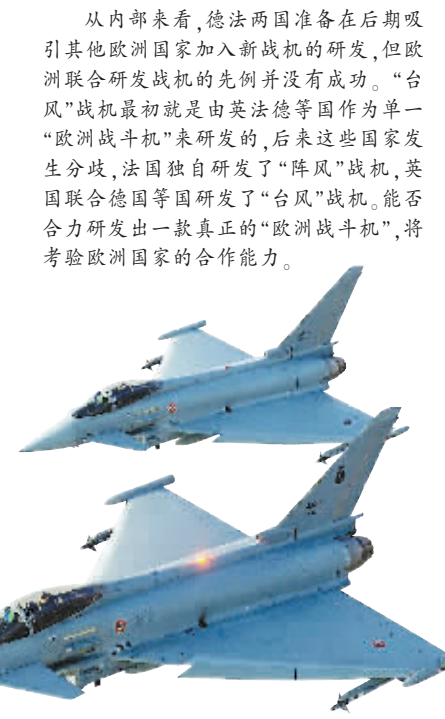 从内部来看,德法两国准备在后期吸
引其他欧洲国家加入新战机的研发,但欧
洲联合研发战机的先例并没有成功。“台
风”战机最初就是由英法德等国作为单一
“欧洲战斗机”来研发的,后来这些国家发
生分歧,法国独自研发了“阵风”战机,英
国联合德国等国研发了“台风”战机。能否
合力研发出一款真正的“欧洲战斗机”,将
考验欧洲国家的合作能力。